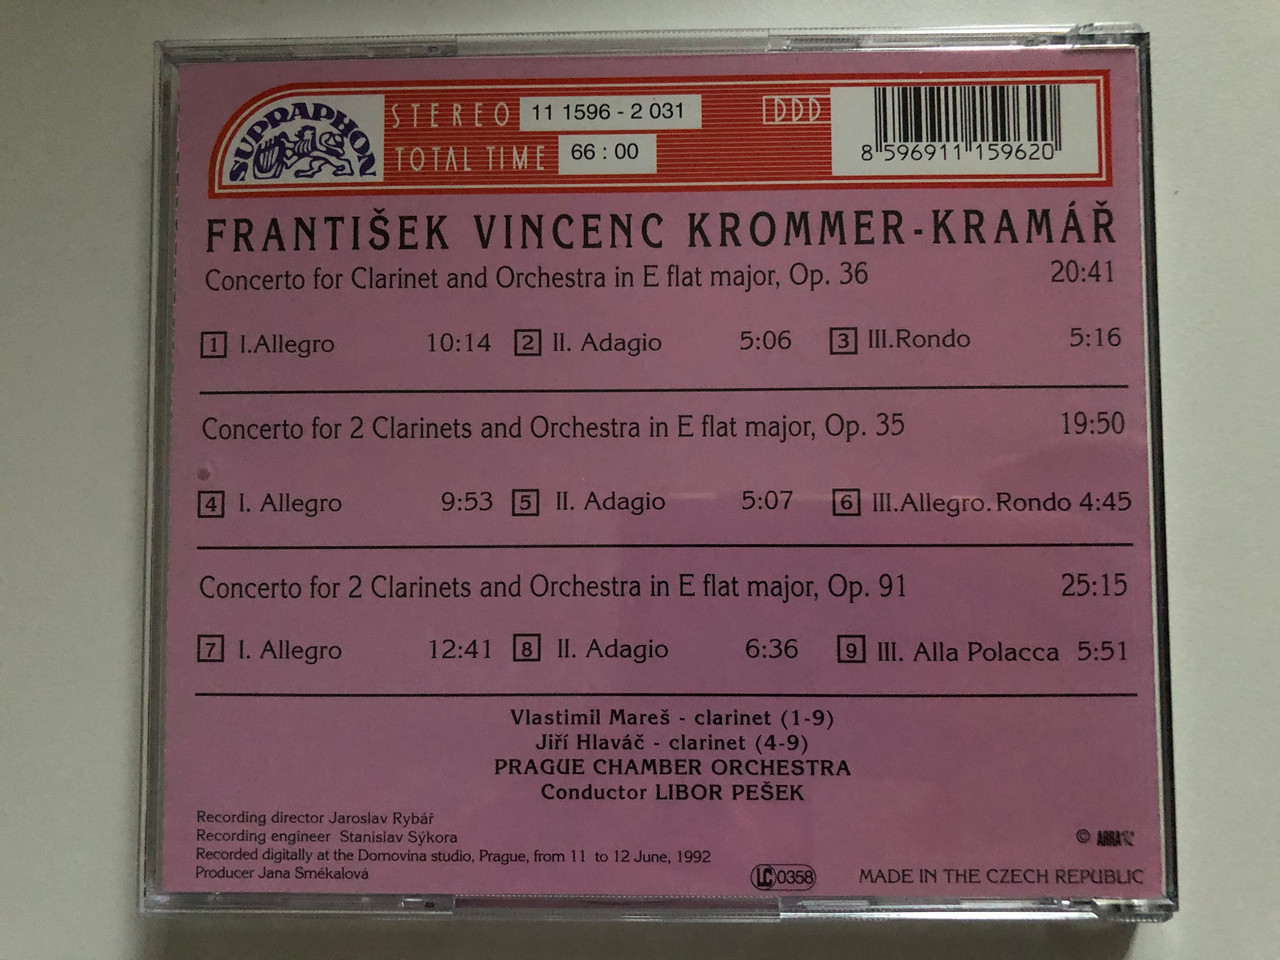 SUPRAPHON
STEREO 11 1596 - 2 031 DDD
TOTAL TIME 66 : 00
8 596911 159620
FRANTIŠEK VINCENC KROMMER-KRAMÁŘ
Concerto for Clarinet and Orchestra in E flat major, Op. 36 20:41
1 I.Allegro 10:14 2 II. Adagio 5:06 3 III.Rondo 5:16
Concerto for 2 Clarinets and Orchestra in E flat major, Op. 35 19:50
4 I. Allegro 9:53 5 II. Adagio 5:07 6 III.Allegro.Rondo 4:45
Concerto for 2 Clarinets and Orchestra in E flat major, Op. 91 25:15
7 I. Allegro 12:41 8 II. Adagio 6:36 9 III. Alla Polacca 5:51
Vlastimil Mareš - clarinet (1-9)
Jiří Hlaváč - clarinet (4-9)
PRAGUE CHAMBER ORCHESTRA
Conductor LIBOR PEŠEK
Recording director Jaroslav Rybář
Recording engineer Stanislav Sýkora
Recorded digitally at the Domovina studio, Prague, from 11 to 12 June, 1992
Producer Jana Smékalová
©
LC 0358 MADE IN THE CZECH REPUBLIC